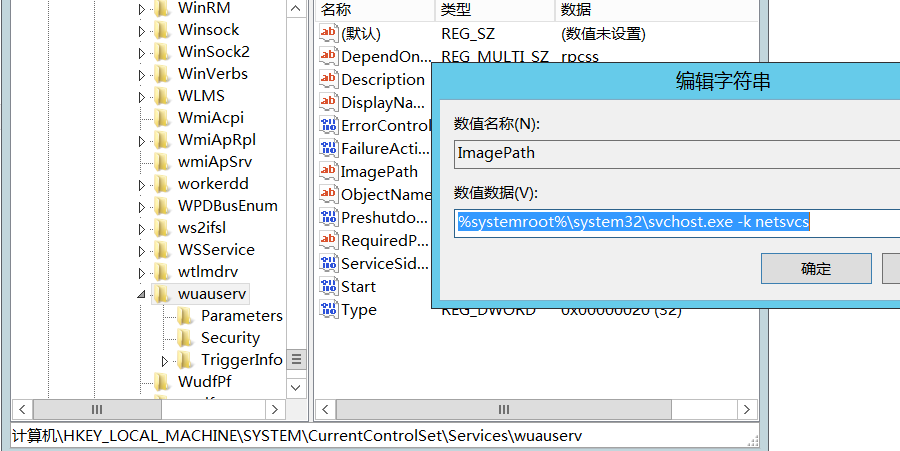 WinRM
Winsock
WinSock2
WinVerbs
WLMS
WmiAcpi
WmiApRpl
wmiApSrv
workerdd
WPDBusEnum
ws2ifsl
WSService
wtlmdrv
wuauserv
Parameters
Security
TriggerInfo
WudfPf
名称 类型 数据
(默认) REG_SZ (数值未设置)
DependOn... REG_MULTI_SZ rpcss
Description
DisplayNa...
ErrorControl
FailureActi...
ImagePath
ObjectName
Preshutdo...
RequiredP...
ServiceSid...
Start
Type REG_DWORD 0x00000020 (32)
编辑字符串
数值名称(N):
ImagePath
数值数据(V):
%systemroot%\system32\svchost.exe -k netsvcs
确定
计算机\HKEY_LOCAL_MACHINE\SYSTEM\CurrentControlSet\Services\wuauserv